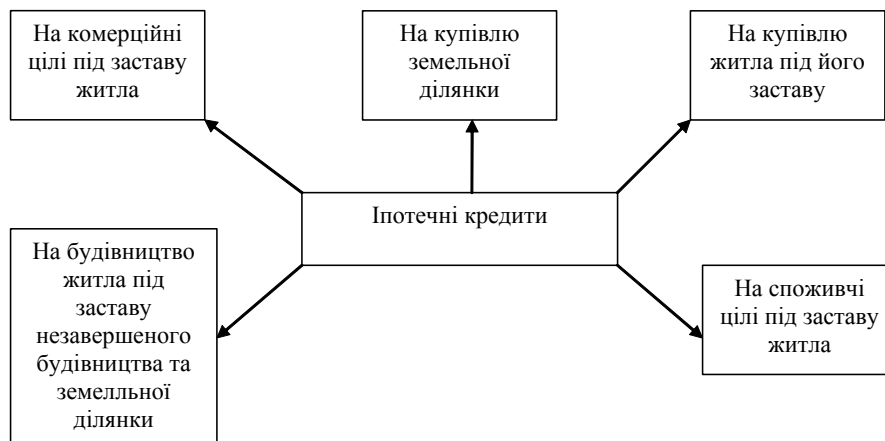 На комерційні
цілі під заставу
житла
На купівлю
земельної
ділянки
На купівлю
житла під його
заставу
Іпотечні кредити
На будівництво
житла під
заставу
незавершеного
будівництва та
земелльної
ділянки
На споживчі
цілі під заставу
житла